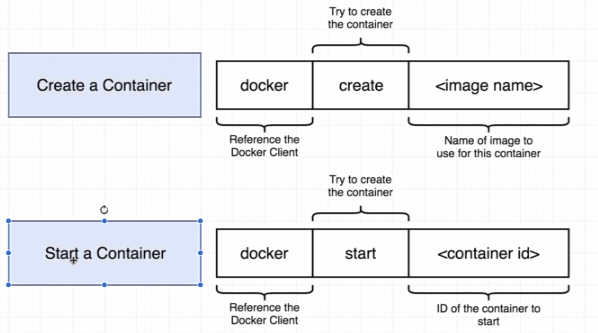 Try to create
the container
Create a Container
docker
create
<image name>
Reference the
Docker Client
Name of image to
use for this container
Try to create
the container
Start a Container
docker
start
<container id>
Reference the
Docker Client
ID of the container to
start